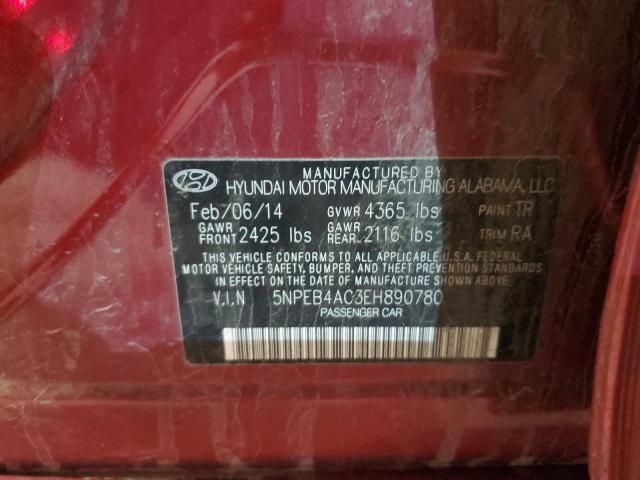 MANUFACTURED BY
HYUNDAI MOTOR MANUFACTURING ALABAMA, LLC
Feb/06/14 GVWR 4365 lbs PAINT TR
GAWR FRONT 2425 lbs GAWR REAR 2116 lbs TRIM RA
THIS VEHICLE CONFORMS TO ALL APPLICABLE U.S.A. FEDERAL
MOTOR VEHICLE SAFETY, BUMPER, AND THEFT PREVENTION STANDARDS
IN EFFECT ON THE DATE OF MANUFACTURE SHOWN ABOVE
V.I.N 5NPEB4AC3EH890780
PASSENGER CAR